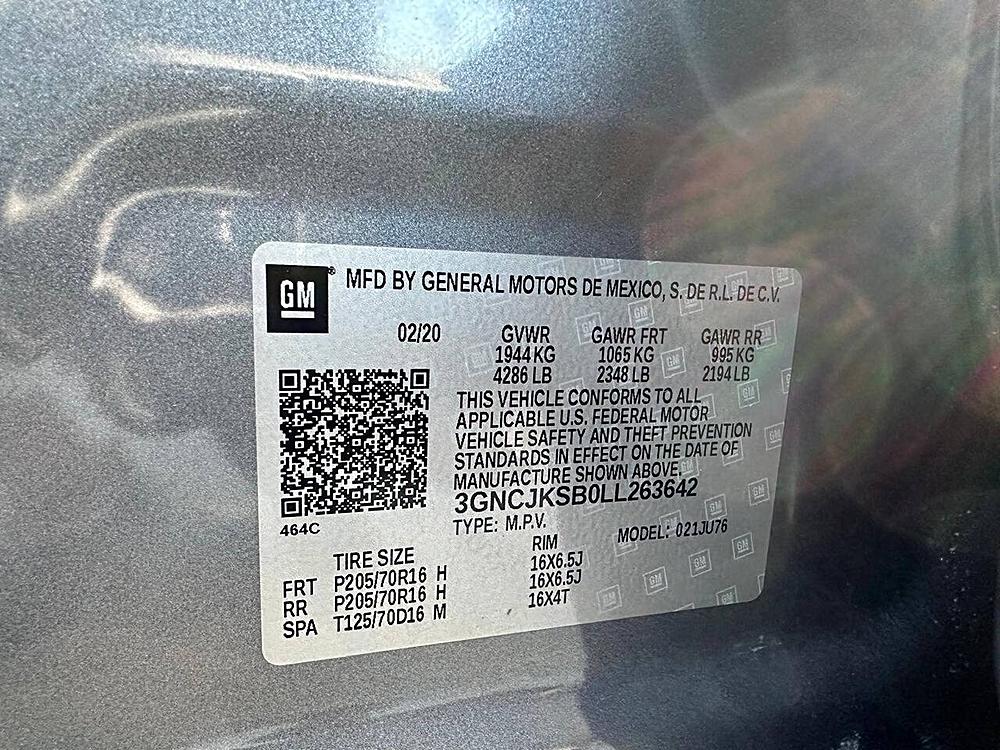 GM® MFD BY GENERAL MOTORS DE MEXICO, S. DE R.L. DE C.V.
02/20 GVWR GAWR FRT GAWR RR
1944 KG 1065 KG 995 KG
4286 LB 2348 LB 2194 LB
THIS VEHICLE CONFORMS TO ALL
APPLICABLE U.S. FEDERAL MOTOR
VEHICLE SAFETY AND THEFT PREVENTION
STANDARDS IN EFFECT ON THE DATE OF
MANUFACTURE SHOWN ABOVE.
3GNCJKSB0LL263642
464C
TYPE: M.P.V. MODEL: 021JU76
TIRE SIZE RIM
FRT P205/70R16 H 16X6.5J
RR P205/70R16 H 16X6.5J
SPA T125/70D16 M 16X4T